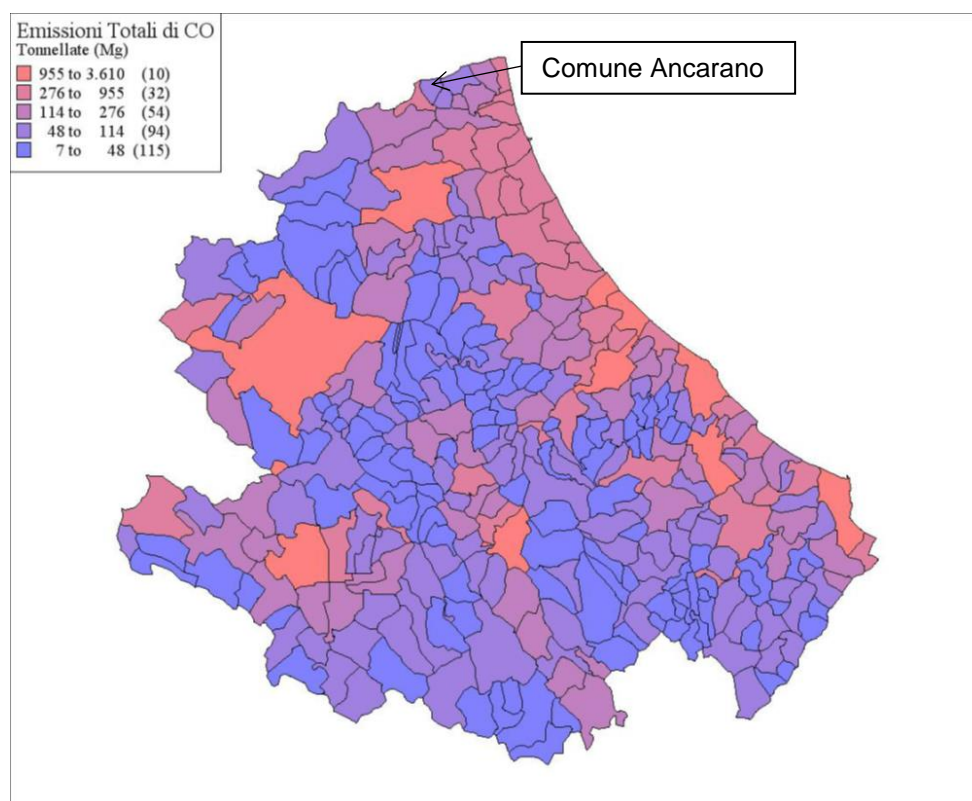 Emissioni Totali di CO
Tonnellate (Mg)
955 to 3.610 (10)
276 to 955 (32)
114 to 276 (54)
48 to 114 (94)
7 to 48 (115)
Comune Ancarano